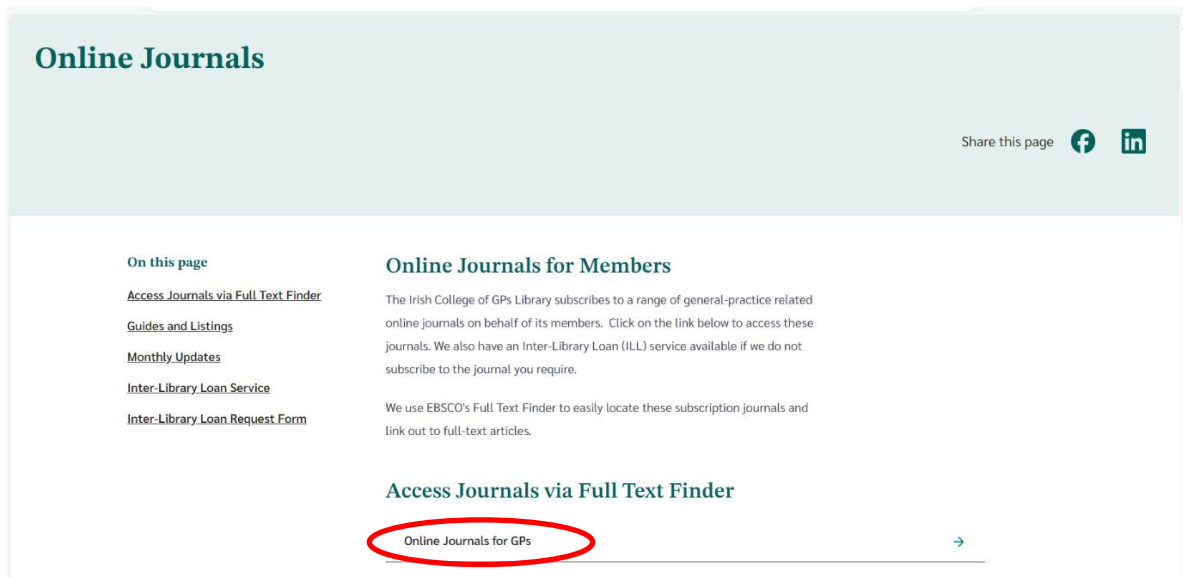 Online Journals
Share this page
On this page
Access Journals via Full Text Finder
Guides and Listings
Monthly Updates
Inter-Library Loan Service
Inter-Library Loan Request Form
Online Journals for Members
The Irish College of GPs Library subscribes to a range of general-practice related
online journals on behalf of its members. Click on the link below to access these
journals. We also have an Inter-Library Loan (ILL) service available if we do not
subscribe to the journal you require.
We use EBSCO's Full Text Finder to easily locate these subscription journals and
link out to full-text articles.
Access Journals via Full Text Finder
Online Journals for GPs